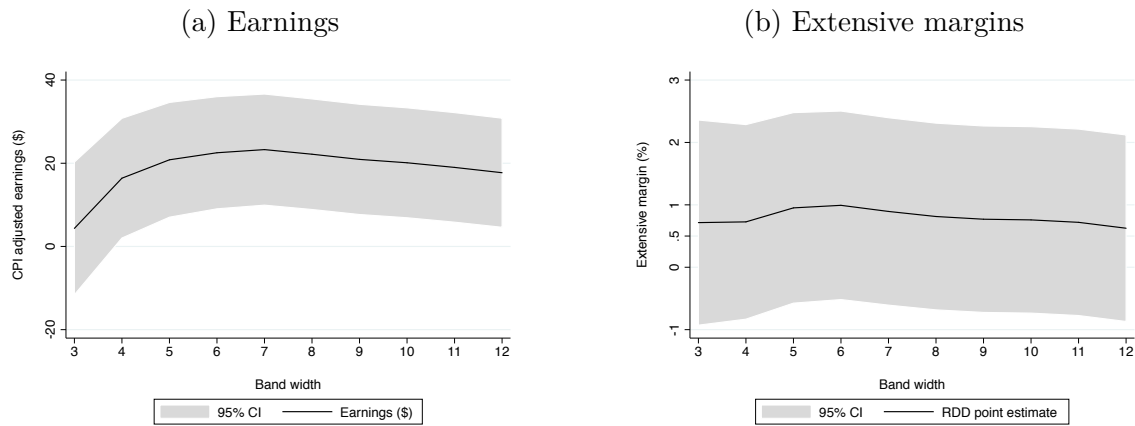 (a) Earnings
CPI adjusted earnings ($)
40
20
0
-20
3 4 5 6 7 8 9 10 11 12
Band width
95% CI Earnings ($)
(b) Extensive margins
Extensive margin (%)
3
2
1
.5
0
-1
3 4 5 6 7 8 9 10 11 12
Band width
95% CI RDD point estimate